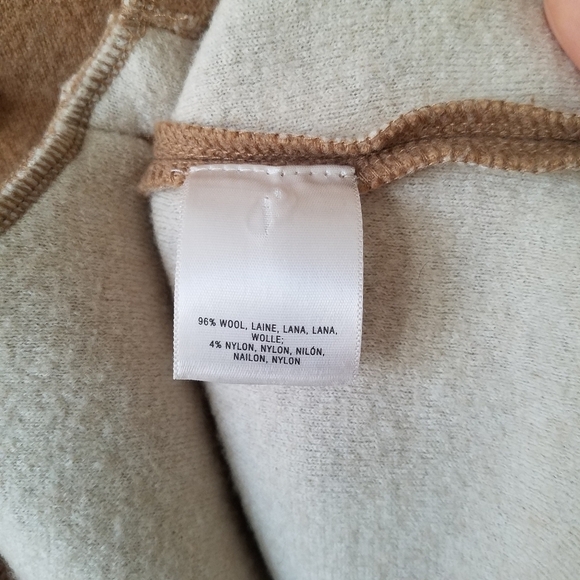 96% WOOL, LAINE, LANA, LANA,
WOLLE;
4% NYLON, NYLON, NILÓN,
NAILON, NYLON